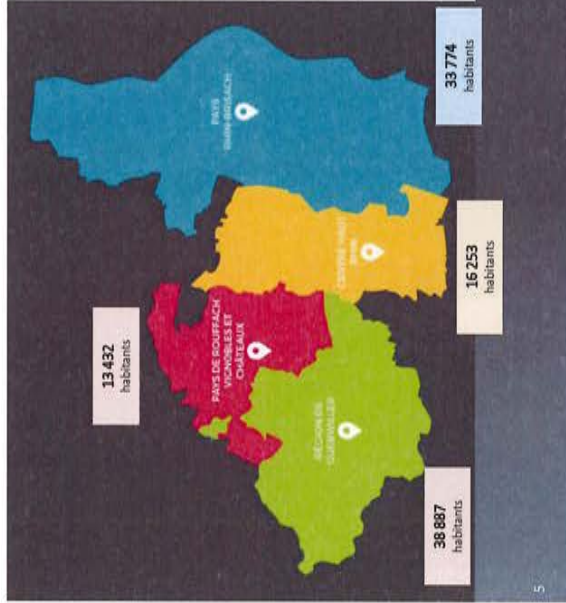 13 432
habitants
PAYS DE ROUFFACH
VIGNOBLES ET
CHÂTEAUX
PAYS
RHIN-BRISACH
CENTRE HAUT-
RHIN
RÉGION DE
GUEBWILLER
38 887
habitants
16 253
habitants
33 774
habitants
5